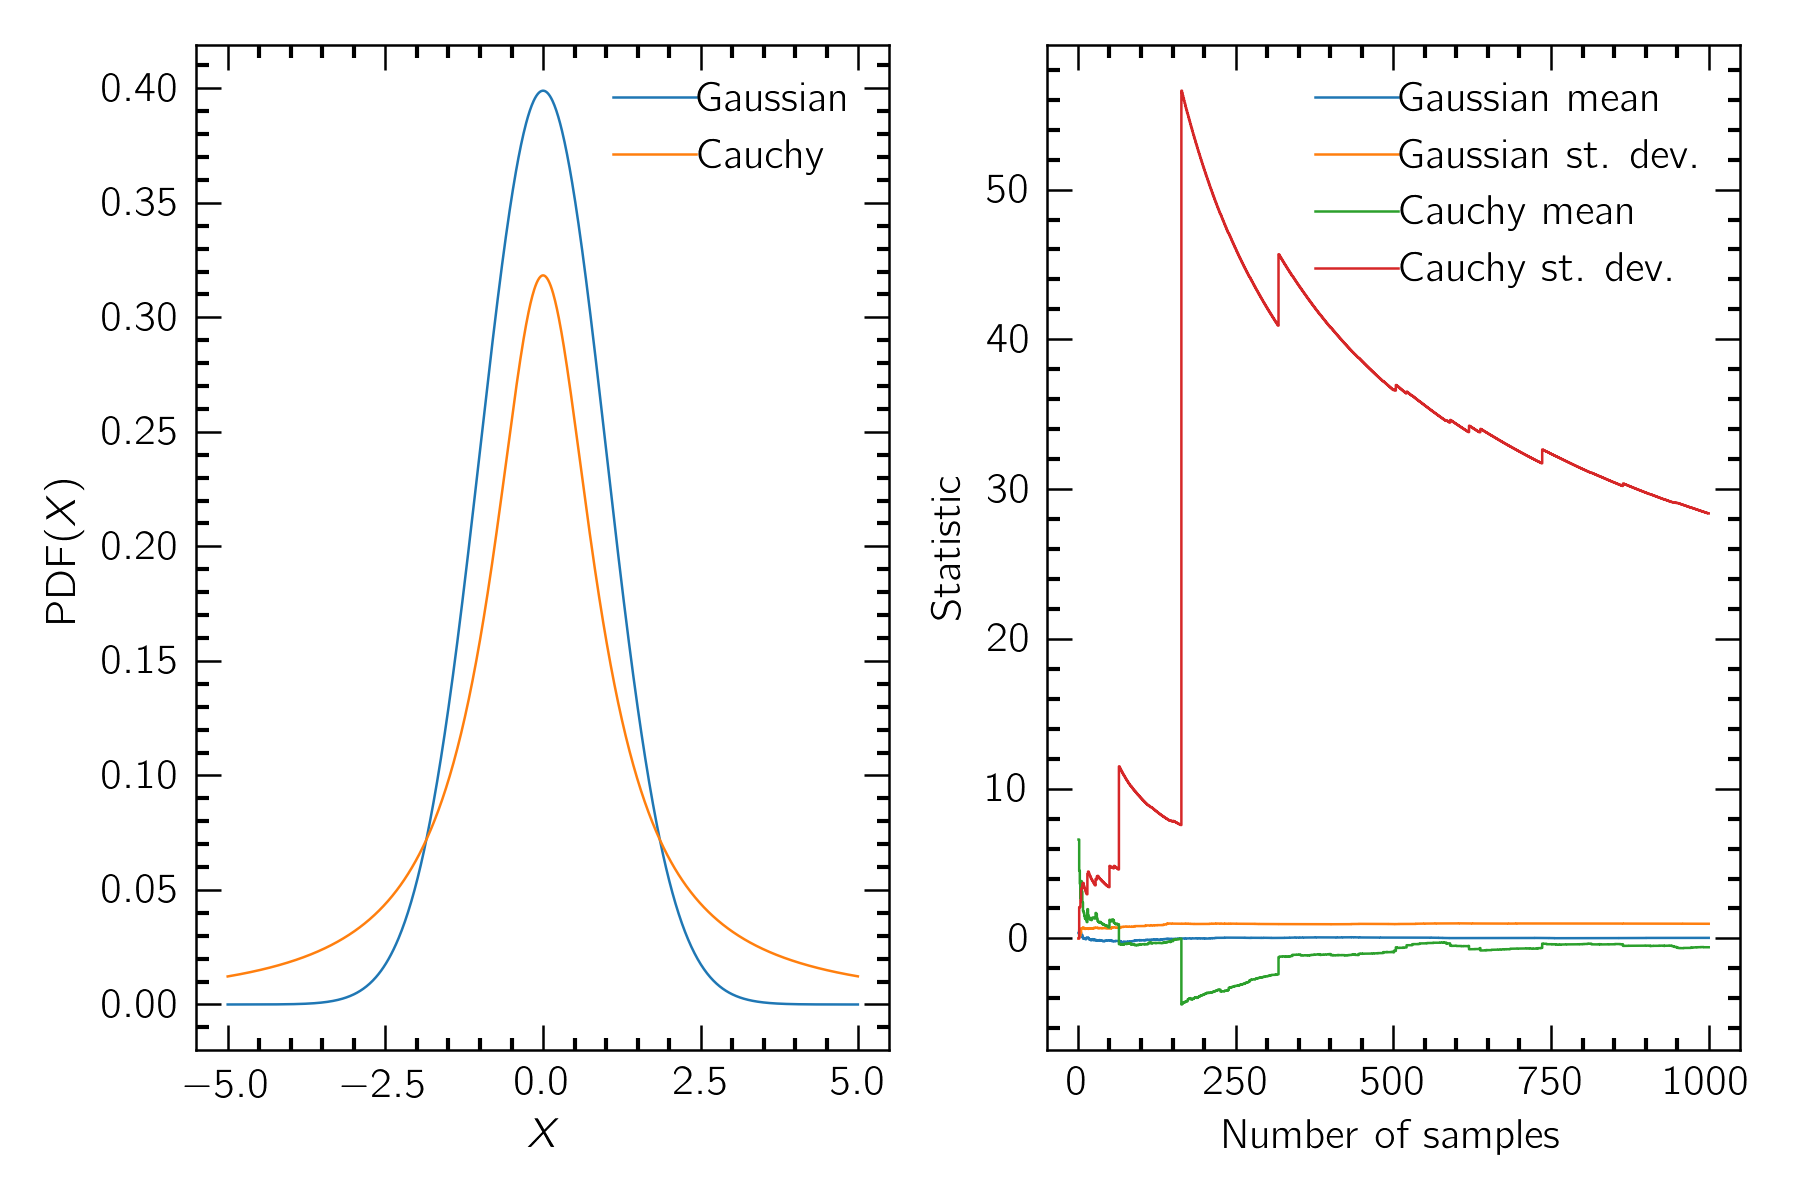 0.40
0.35
0.30
0.25
0.20
0.15
0.10
0.05
0.00
PDF(X)
−5.0 −2.5 0.0 2.5 5.0
X
Gaussian
Cauchy
50
40
30
20
10
0
Statistic
0 250 500 750 1000
Number of samples
Gaussian mean
Gaussian st. dev.
Cauchy mean
Cauchy st. dev.